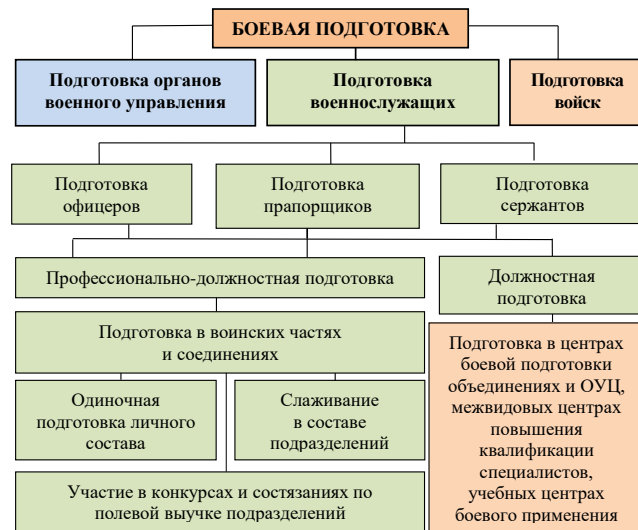 БОЕВАЯ ПОДГОТОВКА
Подготовка органов
военного управления
Подготовка
военнослужащих
Подготовка
войск
Подготовка
офицеров
Подготовка
прапорщиков
Подготовка
сержантов
Профессионально-должностная подготовка
Должностная
подготовка
Подготовка в воинских частях
и соединениях
Одиночная
подготовка личного
состава
Слаживание
в составе
подразделений
Участие в конкурсах и состязаниях по
полевой выучке подразделений
Подготовка в центрах
боевой подготовки
объединениях и ОУЦ,
межвидовых центрах
повышения
квалификации
специалистов,
учебных центрах
боевого применения